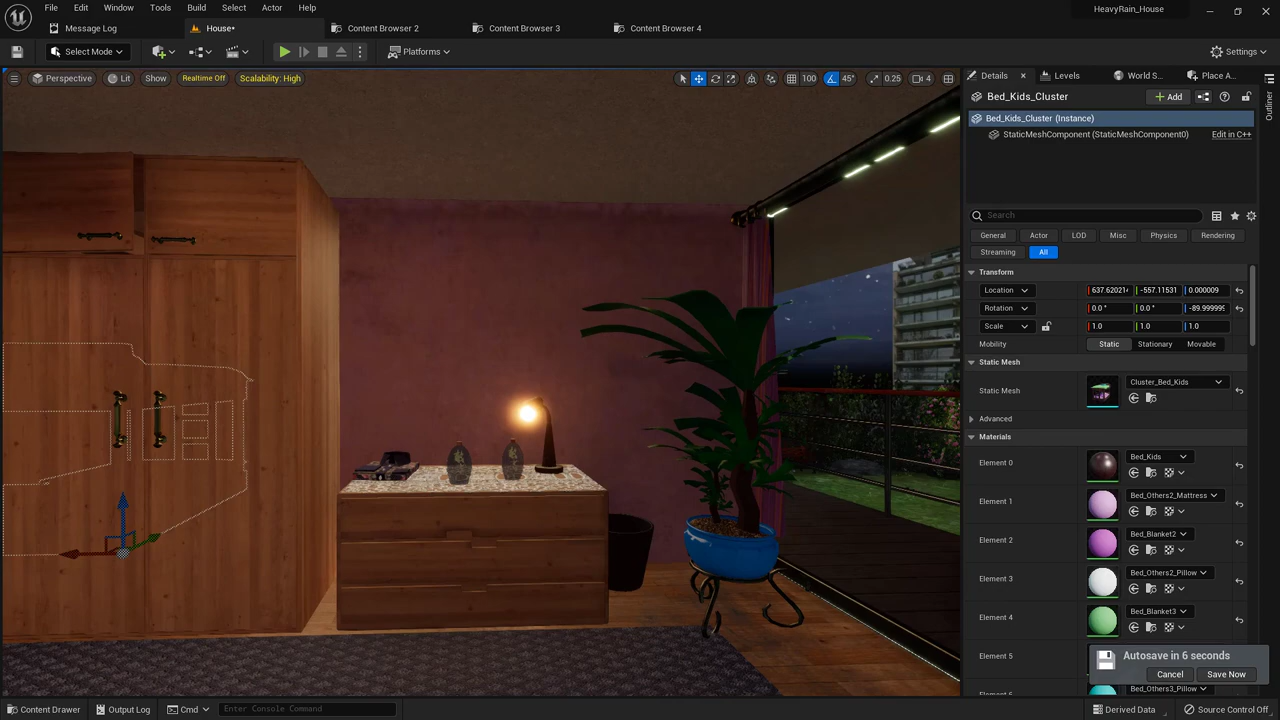 File Edit Window Tools Build Select Actor Help
HeavyRain_House
Message Log
House*
Content Browser 2
Content Browser 3
Content Browser 4
Select Mode
Platforms
Settings
Perspective
Lit
Show
Realtime Off
Scalability: High
100
45°
0.25
4
Details
Levels
World S...
Place A...
Outliner
Bed_Kids_Cluster
+ Add
Bed_Kids_Cluster (Instance)
StaticMeshComponent (StaticMeshComponent0)
Edit in C++
Search
General
Actor
LOD
Misc
Physics
Rendering
Streaming
All
Transform
Location
-557.11531
0.000009
Rotation
0.0 °
0.0 °
Scale
1.0
1.0
1.0
Mobility
Static
Stationary
Movable
Static Mesh
Static Mesh
Cluster_Bed_Kids
Advanced
Materials
Element 0
Bed_Kids
Element 1
Bed_Others2_Mattress
Element 2
Bed_Blanket2
Element 3
Bed_Others2_Pillow
Element 4
Bed_Blanket3
Element 5
Autosave in 6 seconds
Cancel
Save Now
Bed_Others3_Pillow
Content Drawer
Output Log
Cmd
Enter Console Command
Derived Data
Source Control Off